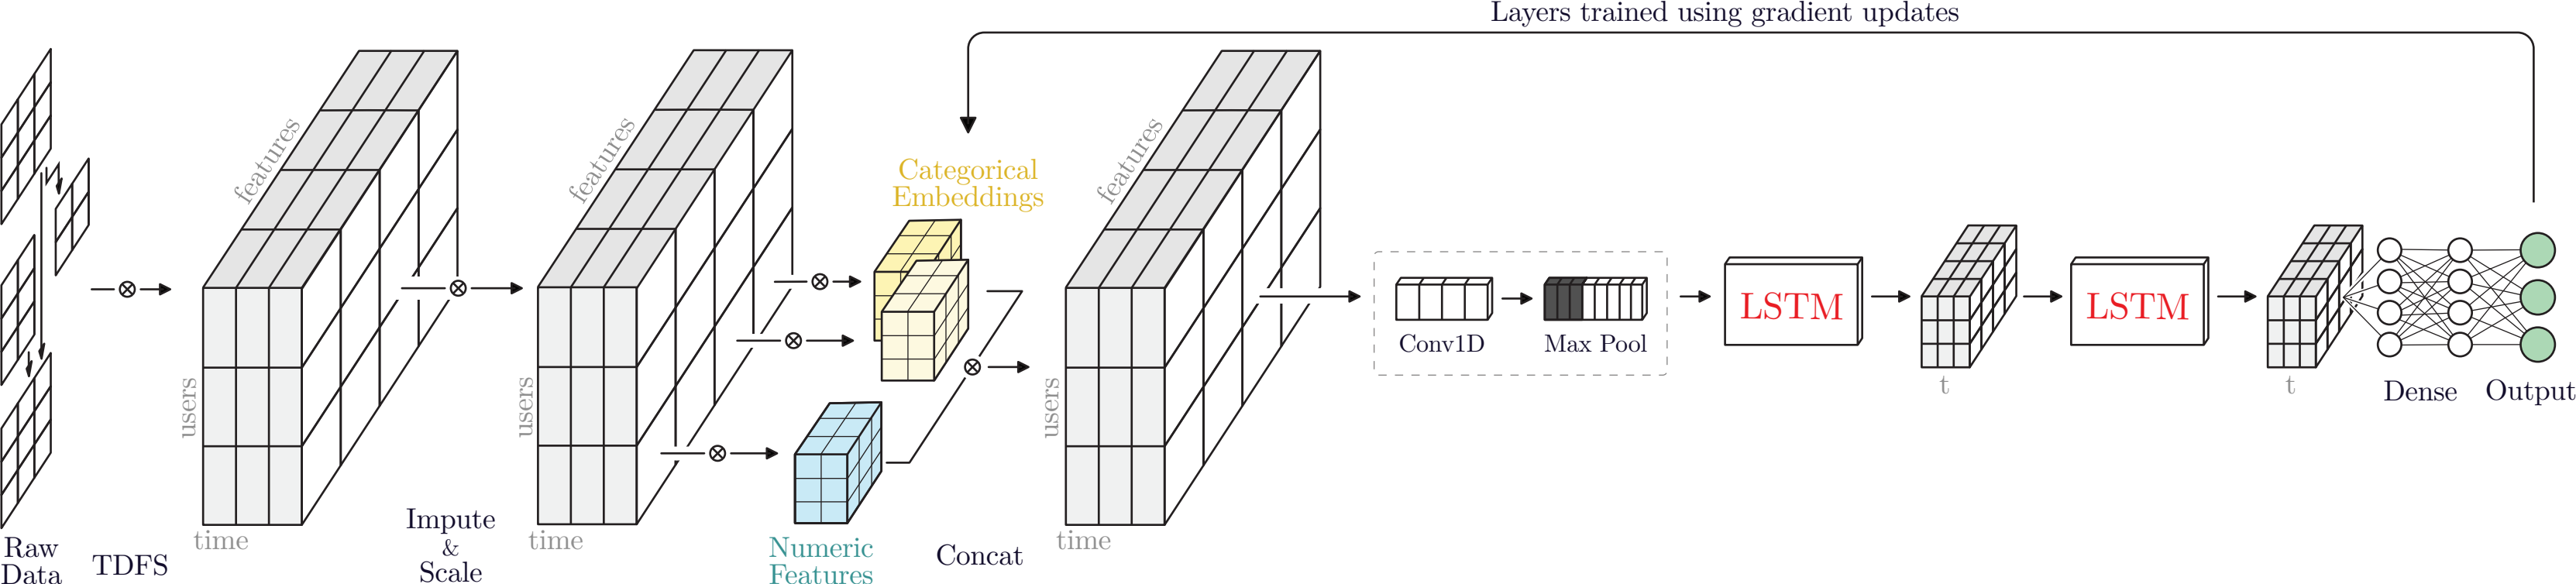 Layers trained using gradient updates
Raw
Data
TDFS
features
users
time
Impute
&
Scale
features
users
time
Categorical
Embeddings
Numeric
Features
Concat
features
users
time
Conv1D
Max Pool
LSTM
t
LSTM
t
Dense
Output